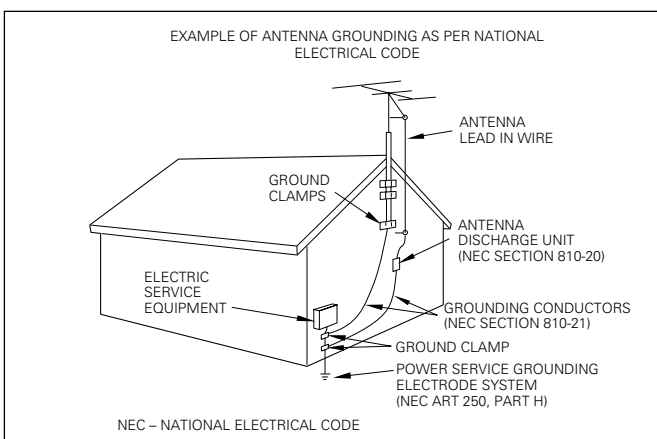 EXAMPLE OF ANTENNA GROUNDING AS PER NATIONAL
ELECTRICAL CODE
ANTENNA
LEAD IN WIRE
GROUND
CLAMPS
ANTENNA
DISCHARGE UNIT
(NEC SECTION 810-20)
ELECTRIC
SERVICE
EQUIPMENT
GROUNDING CONDUCTORS
(NEC SECTION 810-21)
GROUND CLAMP
POWER SERVICE GROUNDING
ELECTRODE SYSTEM
(NEC ART 250, PART H)
NEC – NATIONAL ELECTRICAL CODE